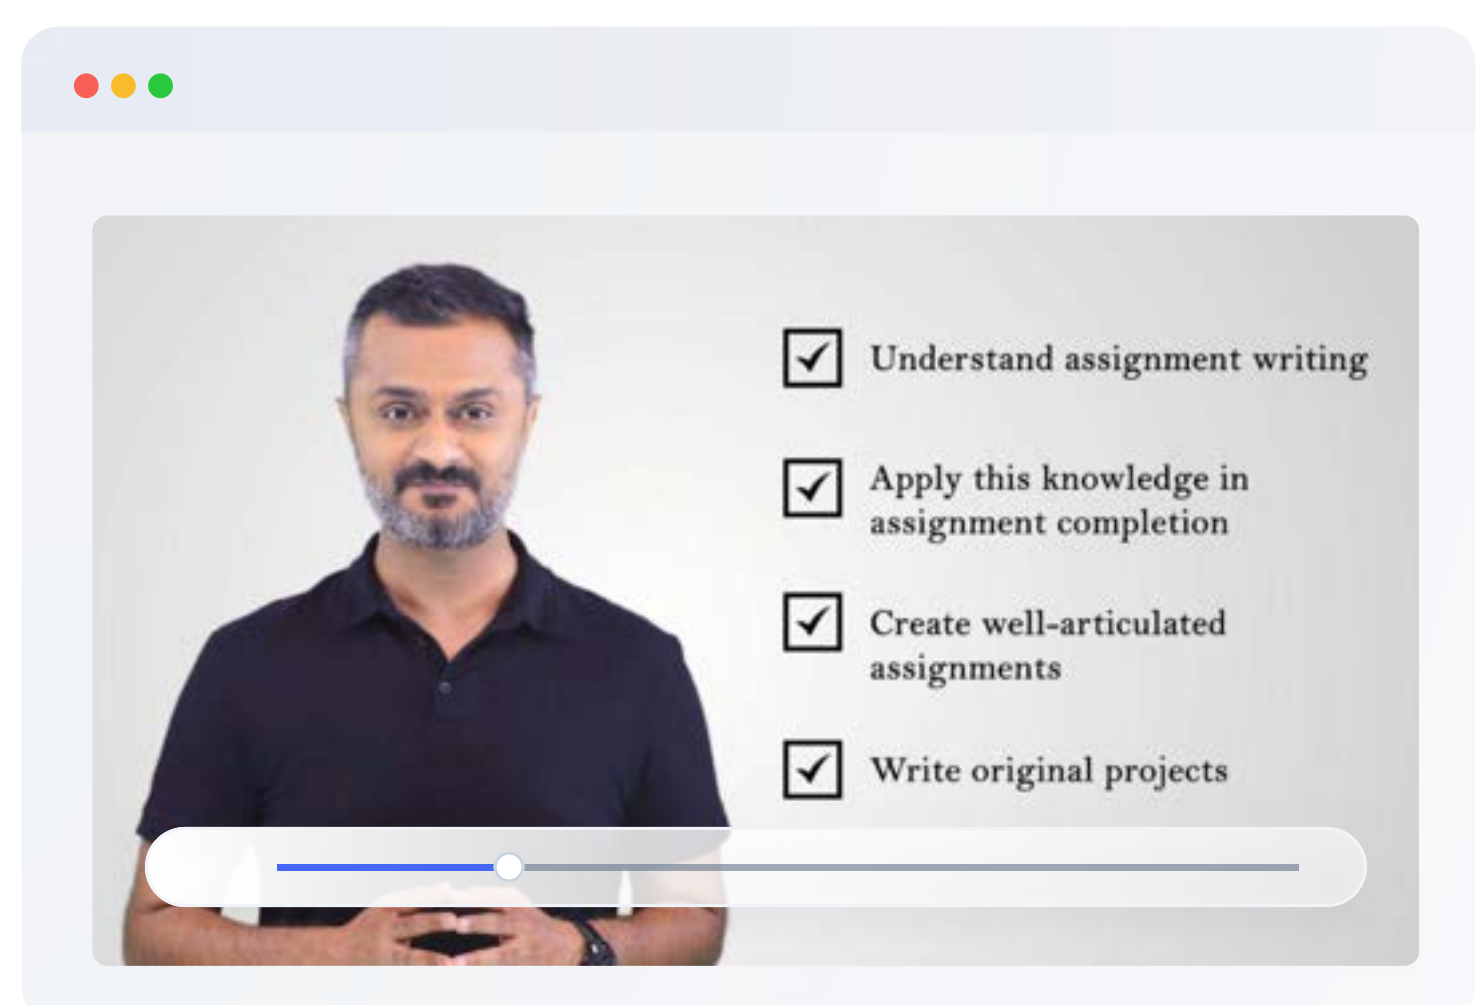 Understand assignment writing
Apply this knowledge in
assignment completion
Create well-articulated
assignments
Write original projects